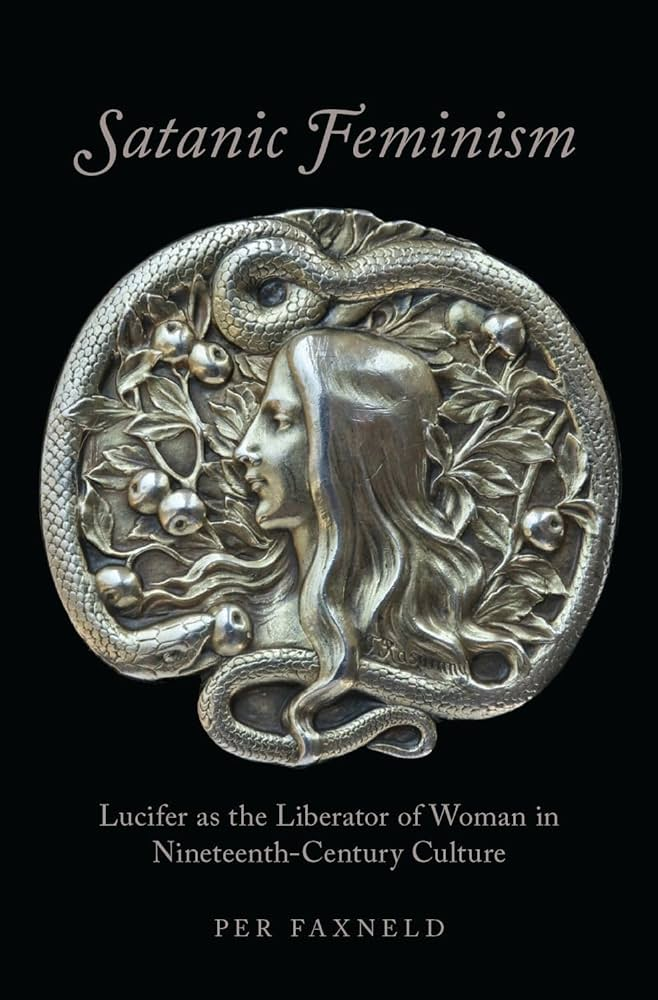 Satanic Feminism
Lucifer as the Liberator of Woman in
Nineteenth-Century Culture
PER FAXNELD